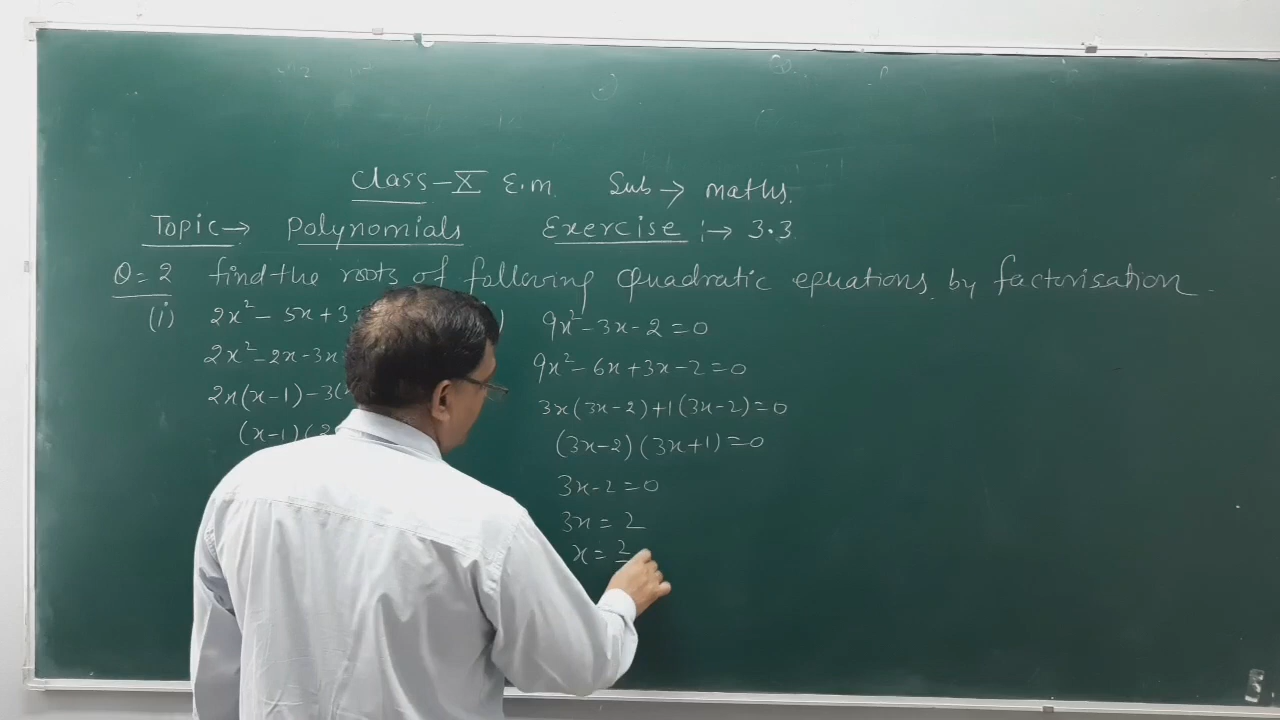 Class - X E.m. Sub → maths.
Topic → Polynomials Exercise :→ 3.3
Q=2 find the roots of following Quadratic equations by factorisation.
(i) 2x² - 5x + 3
2x² - 2x - 3x
2x(x-1) - 3(
(x-1)(2
) 9x² - 3x - 2 = 0
9x² - 6x + 3x - 2 = 0
3x(3x-2) + 1(3x-2) = 0
(3x-2)(3x+1) = 0
3x - 2 = 0
3x = 2
x = 2